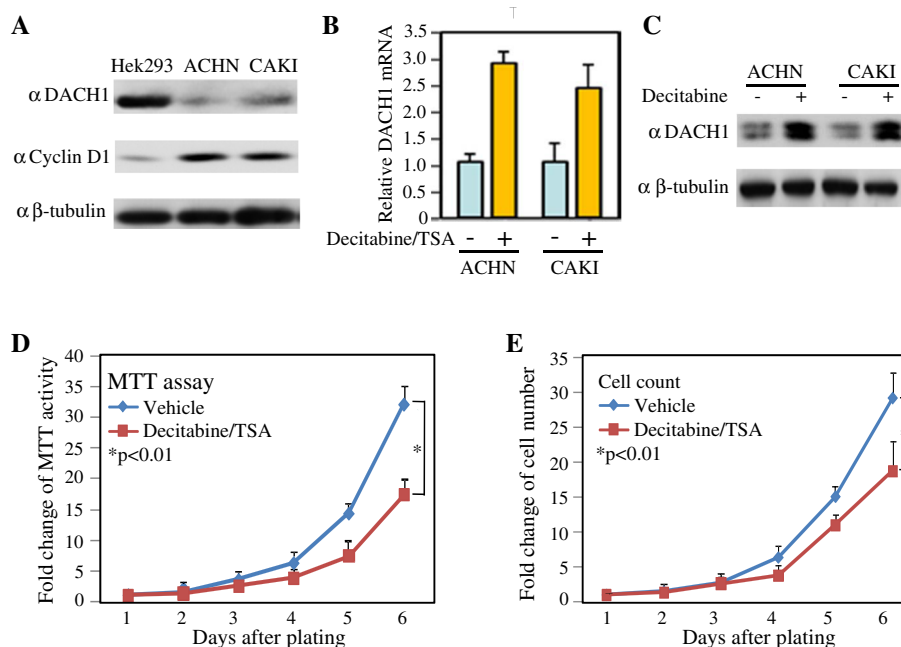 A
Hek293 ACHN CAKI
α DACH1
α Cyclin D1
α β-tubulin
B
Relative DACH1 mRNA
3.5
3.0
2.5
2.0
1.5
1.0
0.5
0
Decitabine/TSA - + - +
ACHN CAKI
C
ACHN CAKI
Decitabine - + - +
α DACH1
α β-tubulin
D
Fold change of MTT activity
40
35
30
25
20
15
10
5
0
MTT assay
Vehicle
Decitabine/TSA
*p<0.01
*
1 2 3 4 5 6
Days after plating
E
Fold change of cell number
35
30
25
20
15
10
5
0
Cell count
Vehicle
Decitabine/TSA
*p<0.01
1 2 3 4 5 6
Days after plating